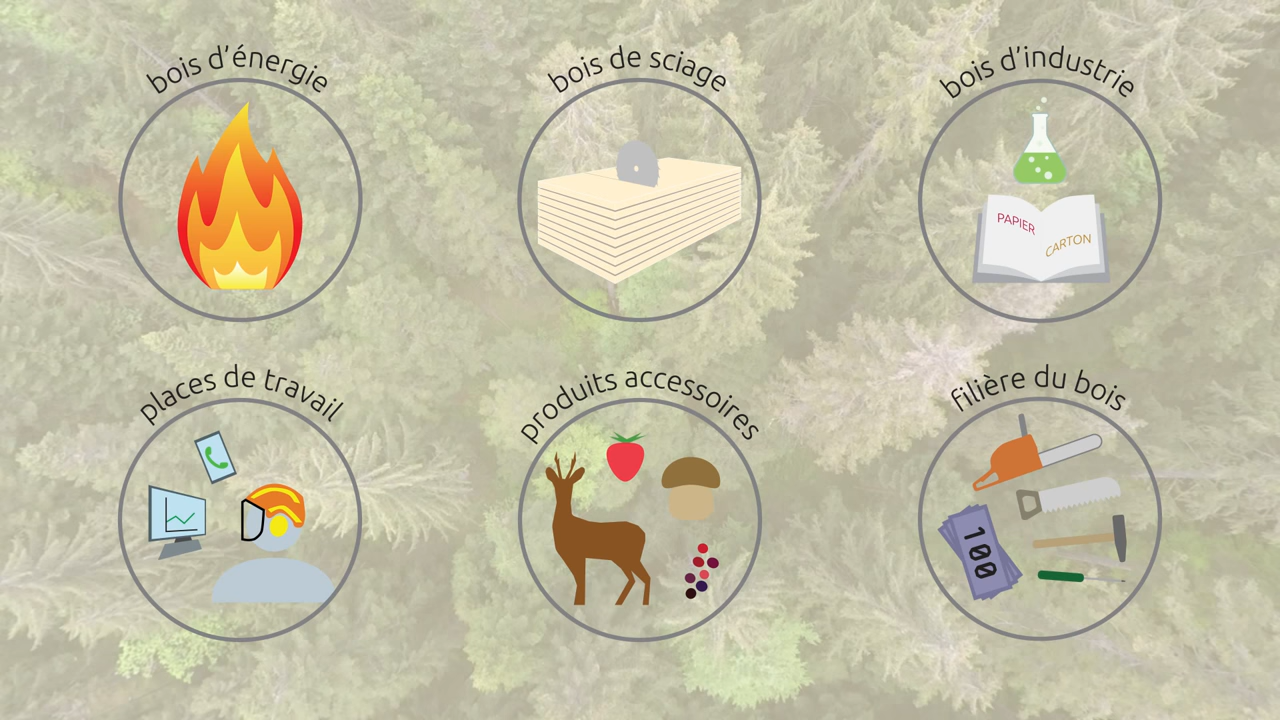 bois d'énergie
bois de sciage
bois d'industrie
PAPIER
CARTON
places de travail
produits accessoires
filière du bois
100